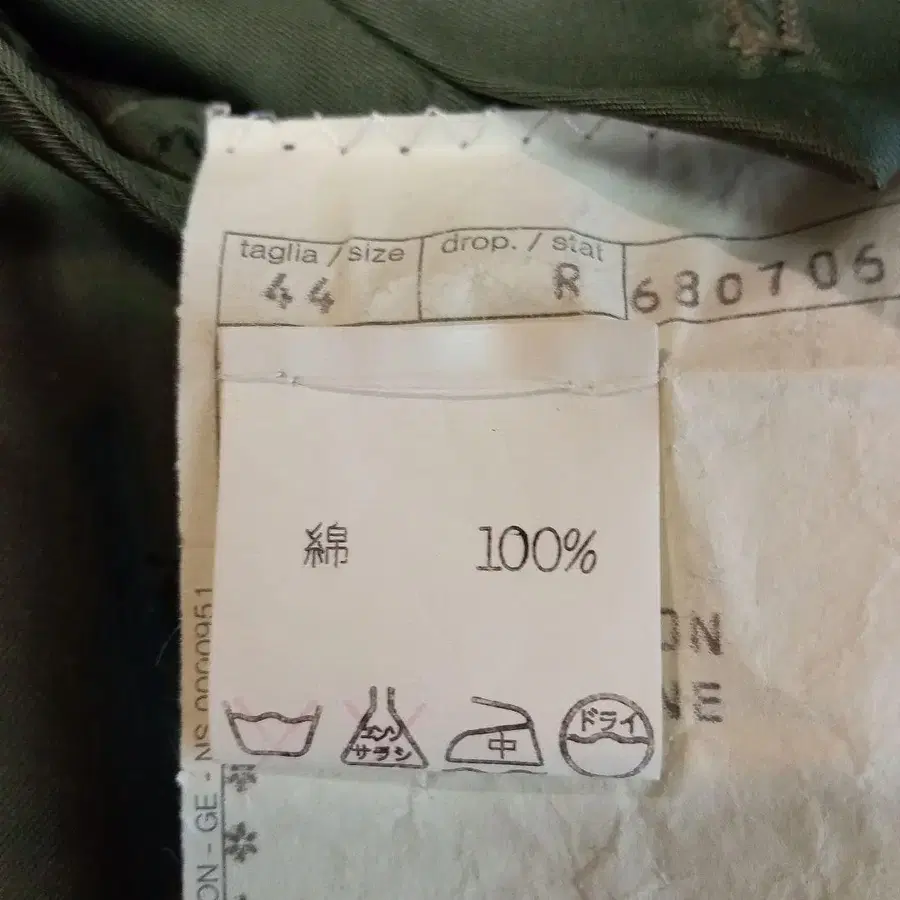 taglia / size
drop. / stat
44
R
680706
綿 100%
ON
NS 0000951
ON - GE -
エンソ
サラシ
中
ドライ